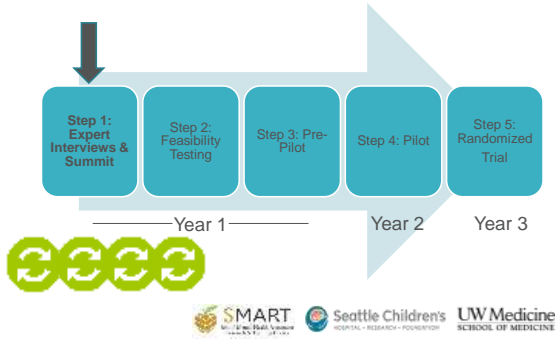 Step 1:
Expert
Interviews &
Summit
Step 2:
Feasibility
Testing
Step 3: Pre-
Pilot
Step 4: Pilot
Step 5:
Randomized
Trial
Year 1
Year 2
Year 3
SMART
Seattle Children's
HOSPITAL • RESEARCH • FOUNDATION
UW Medicine
SCHOOL OF MEDICINE